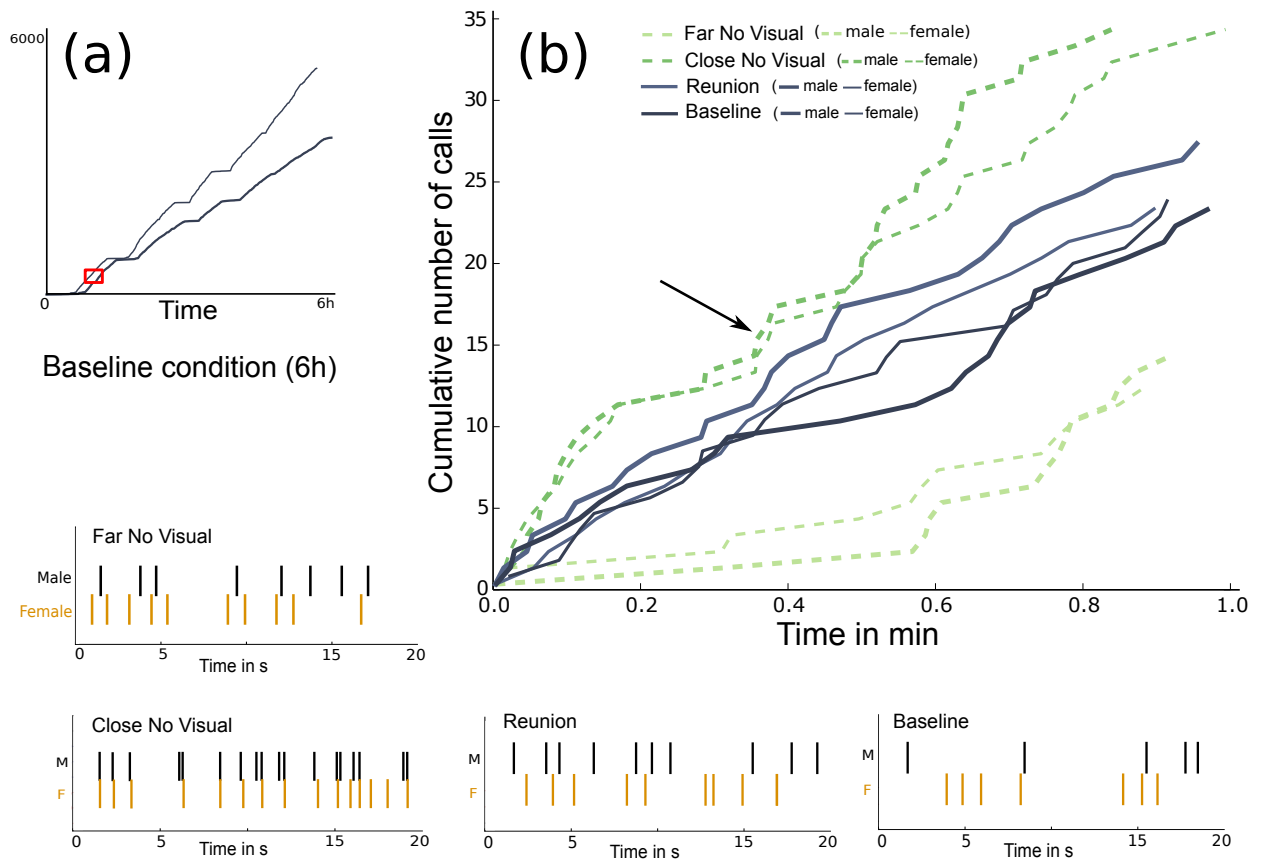 (a)
6000
0
6h
Time
Baseline condition (6h)
(b)
Far No Visual (male female)
Close No Visual (male female)
Reunion (male female)
Baseline (male female)
Cumulative number of calls
35
30
25
20
15
10
5
0
0.0 0.2 0.4 0.6 0.8 1.0
Time in min
Far No Visual
Male
Female
0 5 10 15 20
Time in s
Close No Visual
M
F
0 5 10 15 20
Time in s
Reunion
M
F
0 5 10 15 20
Time in s
Baseline
M
F
0 5 10 15 20
Time in s